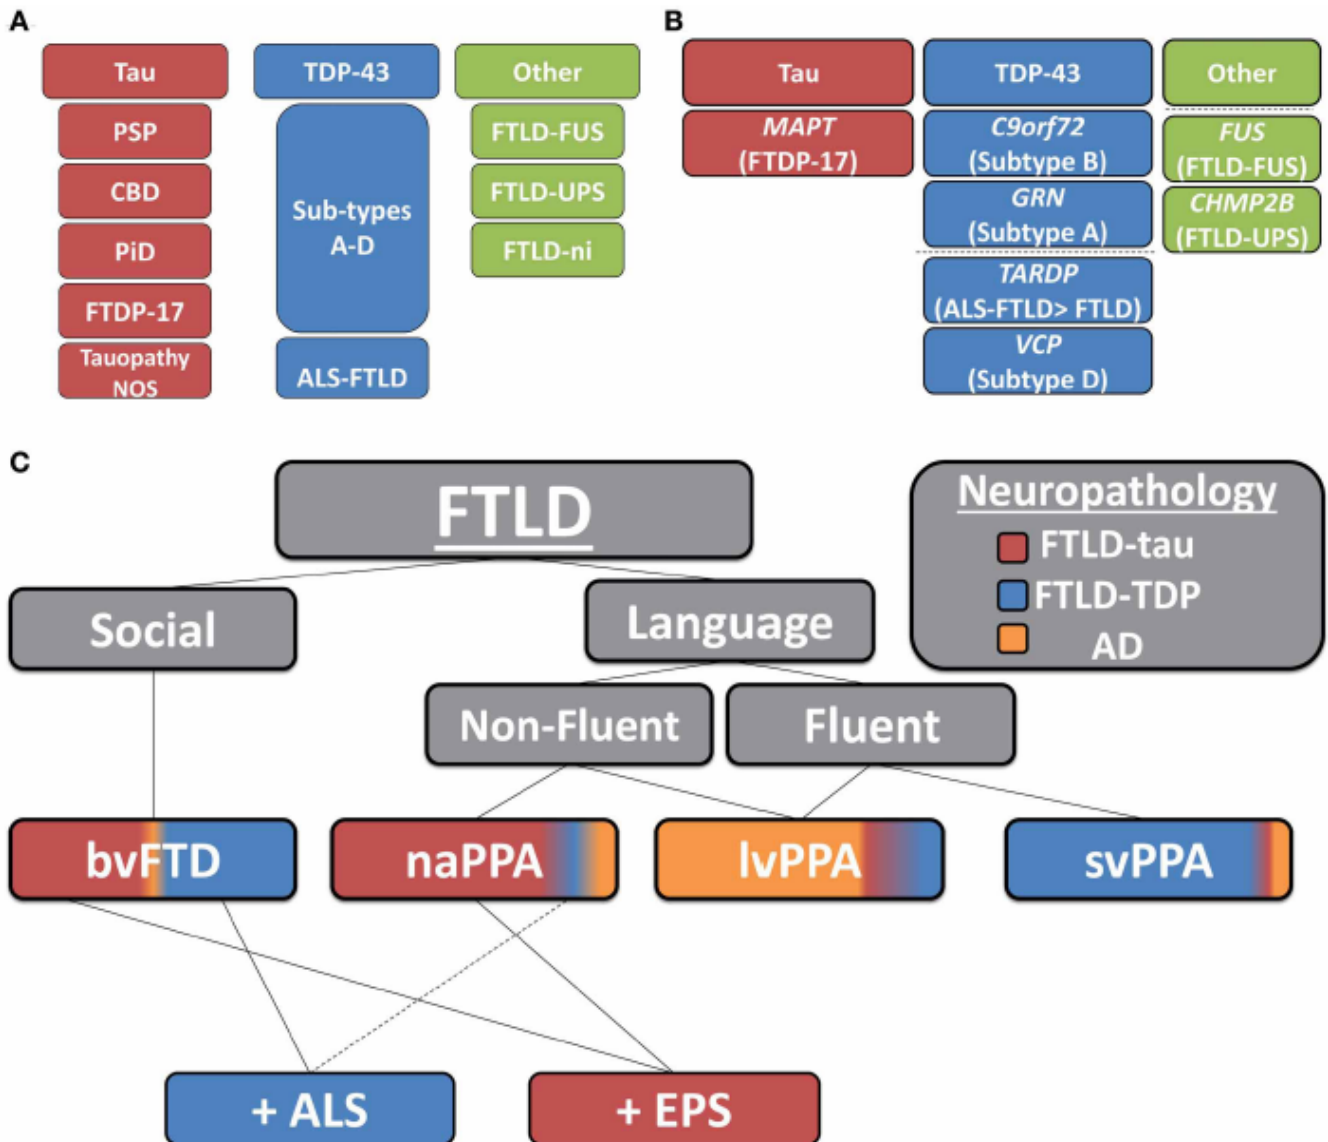 A
Tau
TDP-43
Other
PSP
CBD
PiD
FTDP-17
Tauopathy
NOS
Sub-types
A-D
ALS-FTLD
FTLD-FUS
FTLD-UPS
FTLD-ni
B
Tau
TDP-43
Other
MAPT
(FTDP-17)
C9orf72
(Subtype B)
GRN
(Subtype A)
TARDP
(ALS-FTLD> FTLD)
VCP
(Subtype D)
FUS
(FTLD-FUS)
CHMP2B
(FTLD-UPS)
C
FTLD
Neuropathology
FTLD-tau
FTLD-TDP
AD
Social
Language
Non-Fluent
Fluent
bvFTD
naPPA
lvPPA
svPPA
+ ALS
+ EPS